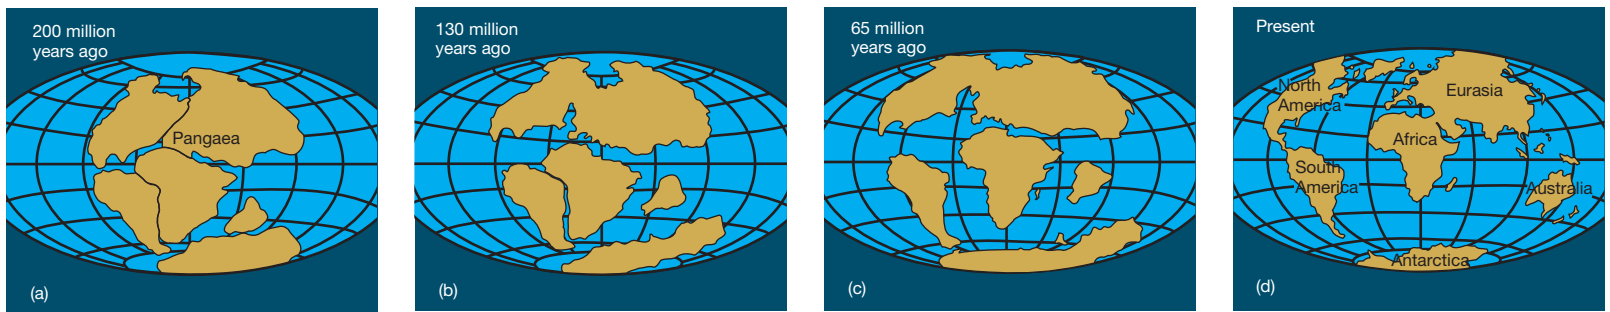 200 million
years ago
Pangaea
(a)
130 million
years ago
(b)
65 million
years ago
(c)
Present
North
America
Eurasia
Africa
South
America
Australia
Antarctica
(d)